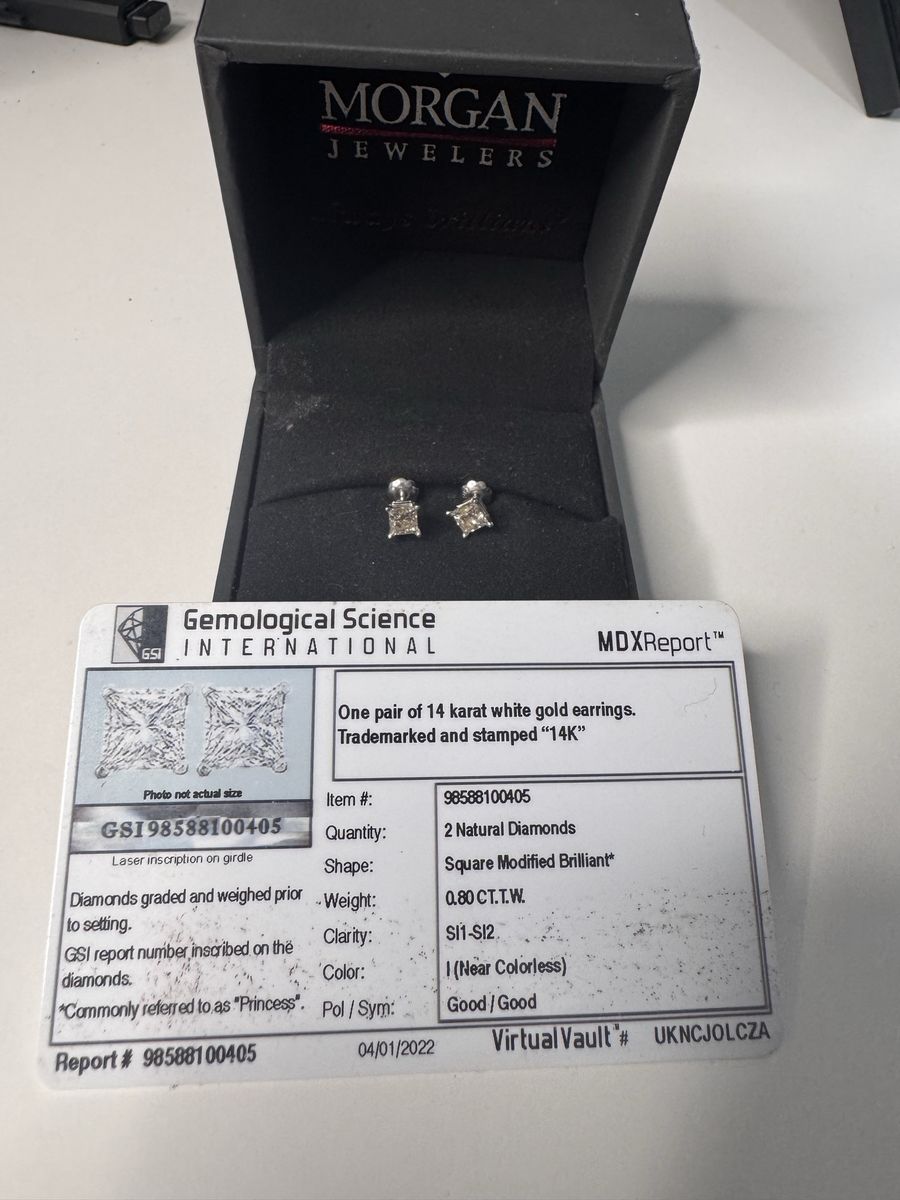 MORGAN
JEWELERS
Always Brilliant
GSI
Gemological Science
INTERNATIONAL
MDXReport™
Photo not actual size
GSI98588100405
Laser inscription on girdle
Diamonds graded and weighed prior
to setting.
GSI report number inscribed on the
diamonds.
*Commonly referred to as "Princess".
One pair of 14 karat white gold earrings.
Trademarked and stamped “14K”
Item #: 98588100405
Quantity: 2 Natural Diamonds
Shape: Square Modified Brilliant*
Weight: 0.80 CT.T.W.
Clarity: SI1-SI2
Color: I (Near Colorless)
Pol / Sym: Good / Good
Report # 98588100405
04/01/2022
VirtualVault™# UKNCJOLCZA